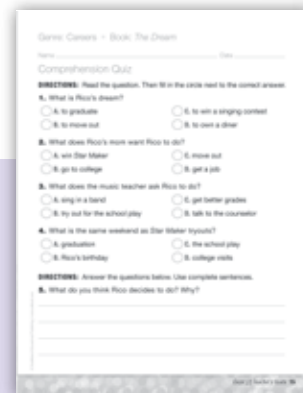 Genre: Careers • Book: The Dream
Name Date
Comprehension Quiz
DIRECTIONS: Read the question. Then fill in the circle next to the correct answer.
1. What is Rico's dream?
A. to graduate C. to win a singing contest
B. to move out D. to own a diner
2. What does Rico's mom want Rico to do?
A. win Star Maker C. move out
B. go to college D. get a job
3. What does the music teacher ask Rico to do?
A. sing in a band C. get better grades
B. try out for the school play D. talk to the counselor
4. What is the same weekend as Star Maker tryouts?
A. graduation C. the school play
B. Rico's birthday D. college visits
DIRECTIONS: Answer the questions below. Use complete sentences.
5. What do you think Rico decides to do? Why?